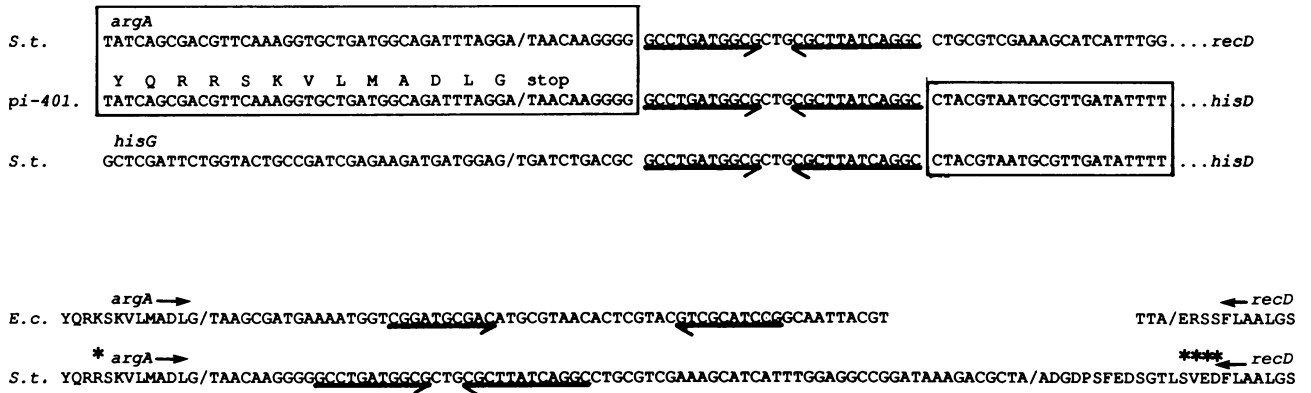 argA
S.t. TATCAGCGACGTTCAAAGGTGCTGATGGCAGATTTAGGA/TAACAAGGGG GCCTGATGGCGCTGCGCTTATCAGGC CTGCGTCGAAAGCATCATTTGG....recD
Y Q R R S K V L M A D L G stop
pi-401. TATCAGCGACGTTCAAAGGTGCTGATGGCAGATTTAGGA/TAACAAGGGG GCCTGATGGCGCTGCGCTTATCAGGC CTACGTAATGCGTTGATATTTT...hisD
hisG
S.t. GCTCGATTCTGGTACTGCCGATCGAGAAGATGATGGAG/TGATCTGACGC GCCTGATGGCGCTGCGCTTATCAGGC CTACGTAATGCGTTGATATTTT...hisD
argA→ ←recD
E.c. YQRKSKVLMADLG/TAAGCGATGAAAATGGTCGGATGCGACATGCGTAACACTCGTACGTCGCATCCGGCAATTACGT TTA/ERSSFLAALGS
* argA→ **** ←recD
S.t. YQRRSKVLMADLG/TAACAAGGGGGCCTGATGGCGCTGCGCTTATCAGGCCTGCGTCGAAAGCATCATTTGGAGGCCGGATAAAGACGCTA/ADGDPSFEDSGTLSVEDFLAALGS